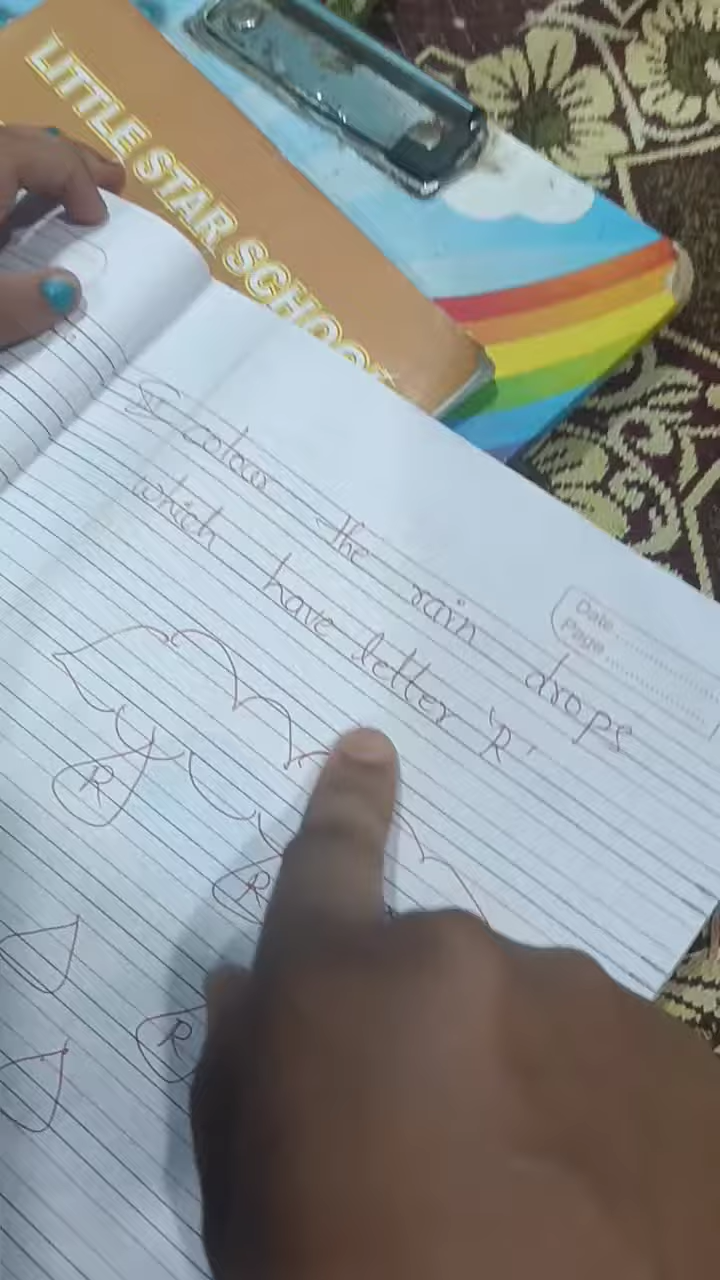 LITTLE STAR SCHOOL
Date
Page
colour the rain drops
which have letter 'R'
R
R
R